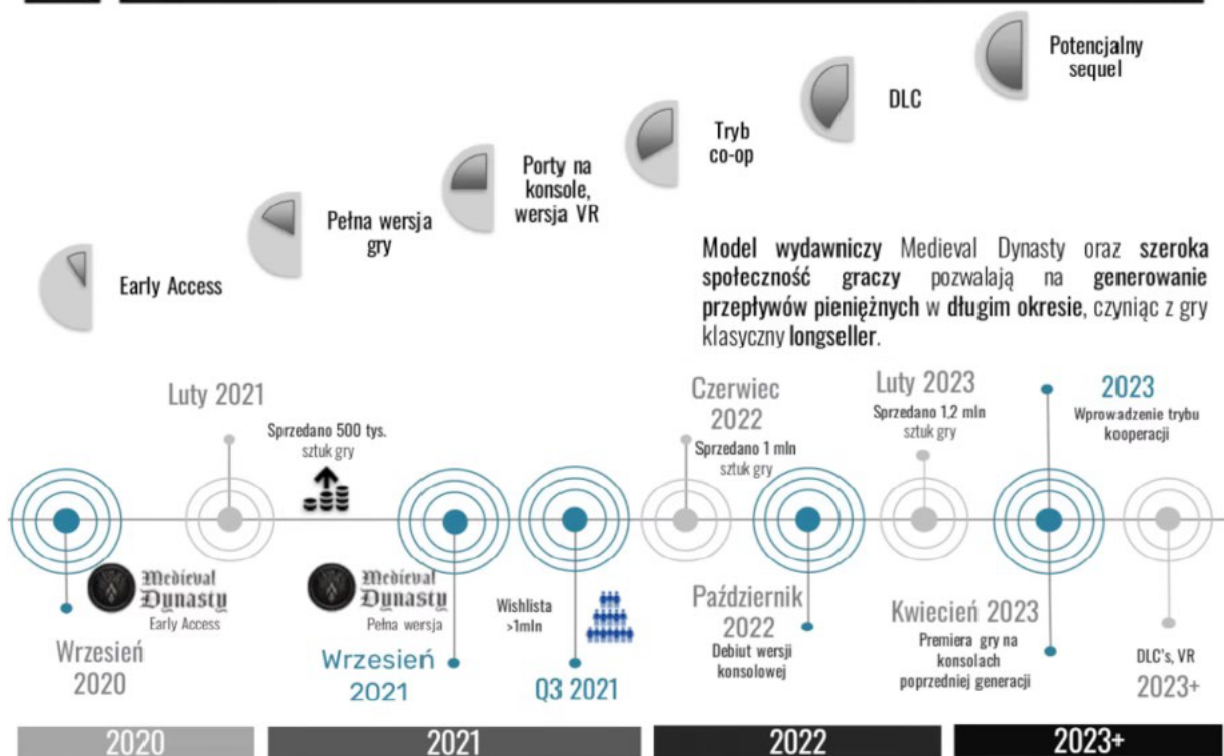 Potencjalny
sequel
DLC
Tryb
co-op
Porty na
konsole,
wersja VR
Pełna wersja
gry
Early Access
Model wydawniczy Medieval Dynasty oraz szeroka
społeczność graczy pozwalają na generowanie
przepływów pieniężnych w długim okresie, czyniąc z gry
klasyczny longseller.
Luty 2021
Sprzedano 500 tys.
sztuk gry
Czerwiec
2022
Sprzedano 1 mln
sztuk gry
Luty 2023
Sprzedano 1,2 mln
sztuk gry
2023
Wprowadzenie trybu
kooperacji
Medieval
Dynasty
Early Access
Wrzesień
2020
Medieval
Dynasty
Pełna wersja
Wrzesień
2021
Wishlista
>1mln
Q3 2021
Październik
2022
Debiut wersji
konsolowej
Kwiecień 2023
Premiera gry na
konsolach
poprzedniej generacji
DLC's, VR
2023+
2020
2021
2022
2023+